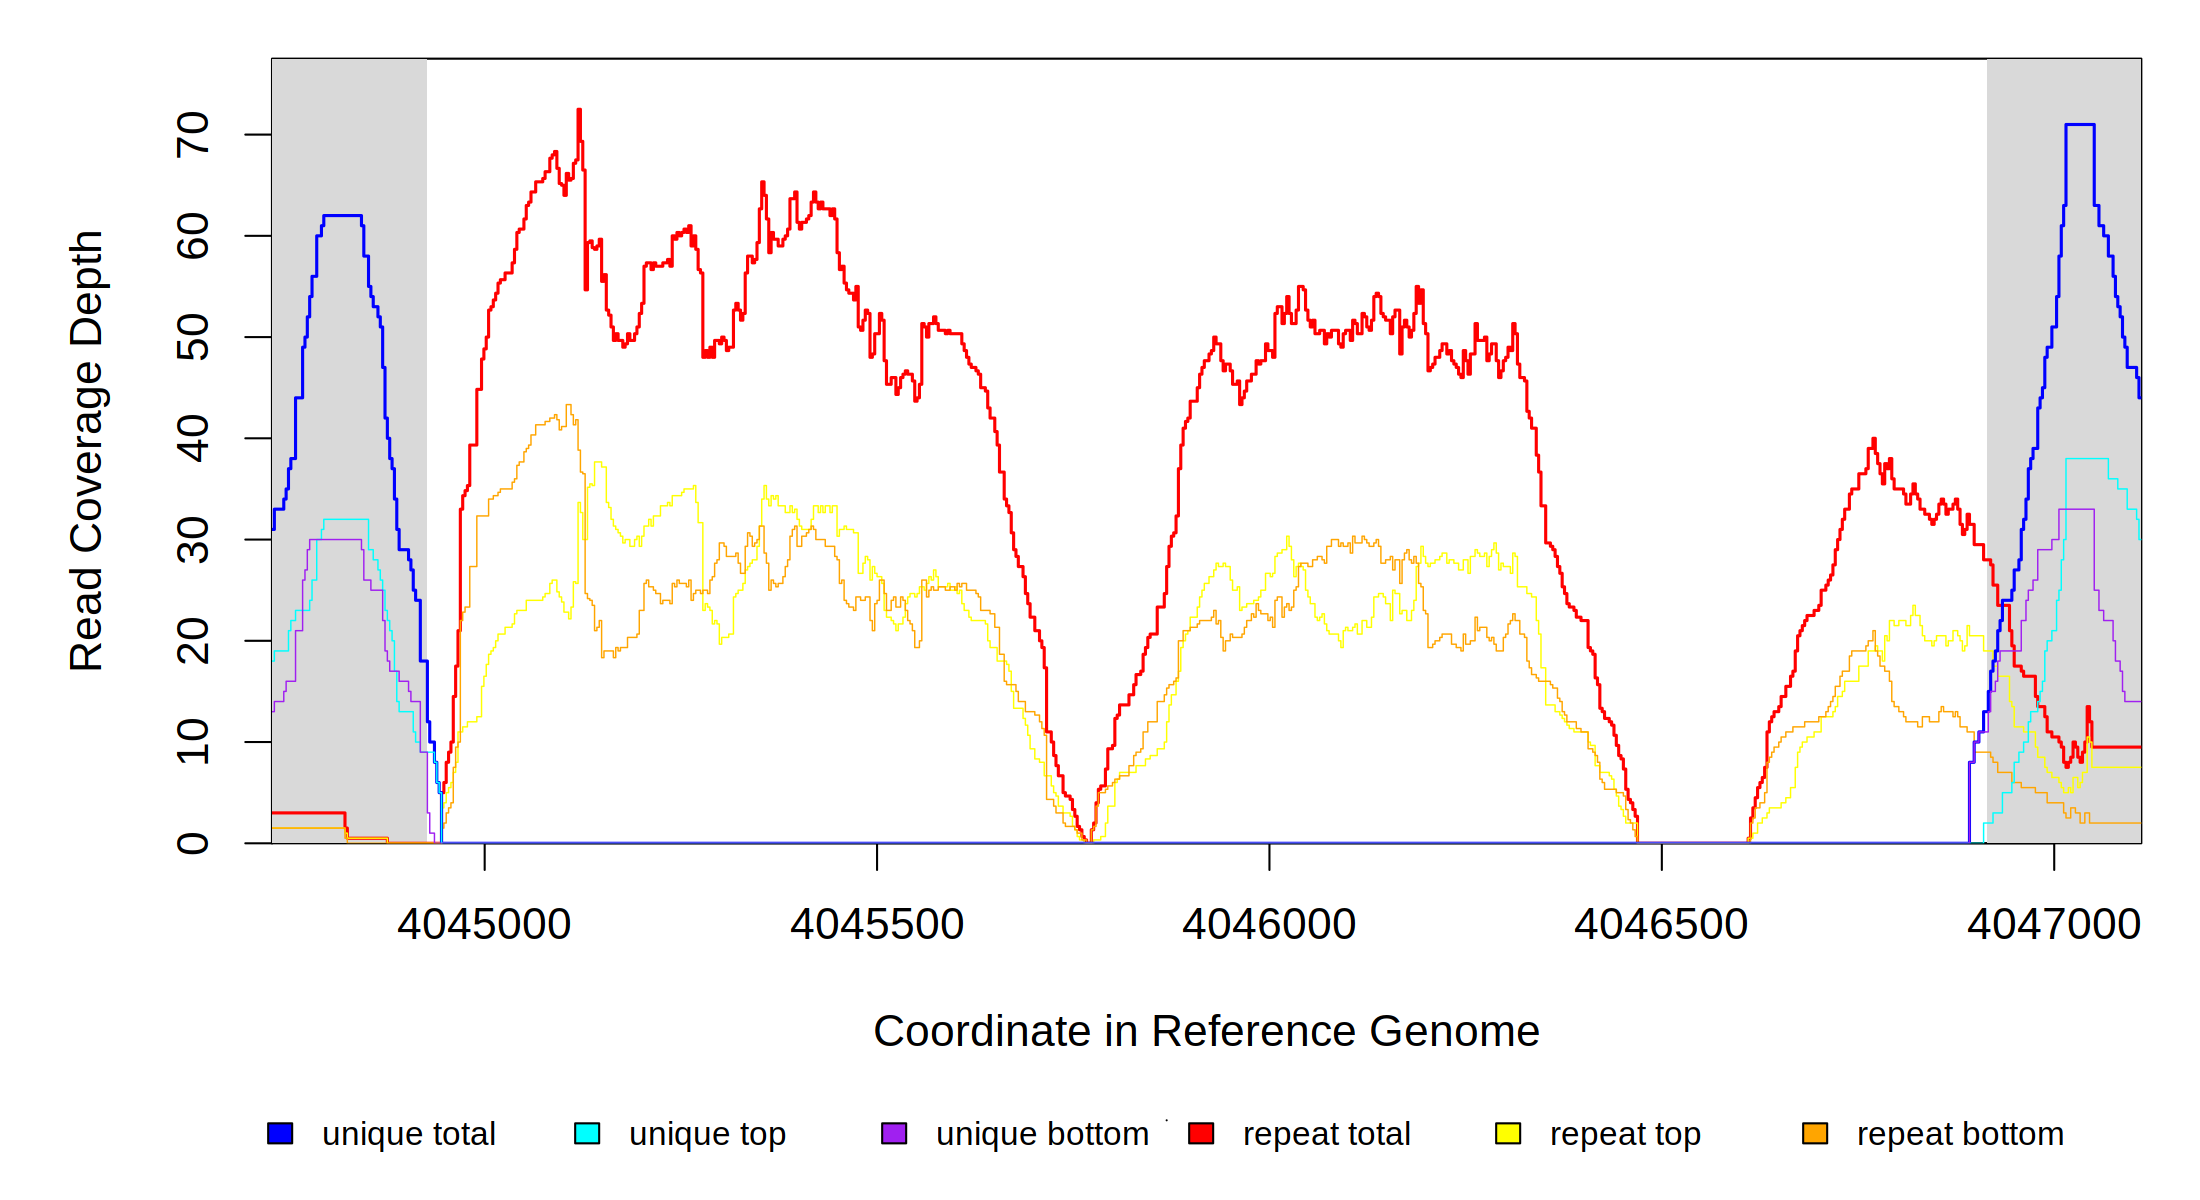 70
60
50
40
30
20
10
0
Read Coverage Depth
4045000 4045500 4046000 4046500 4047000
Coordinate in Reference Genome
unique total unique top unique bottom repeat total repeat top repeat bottom